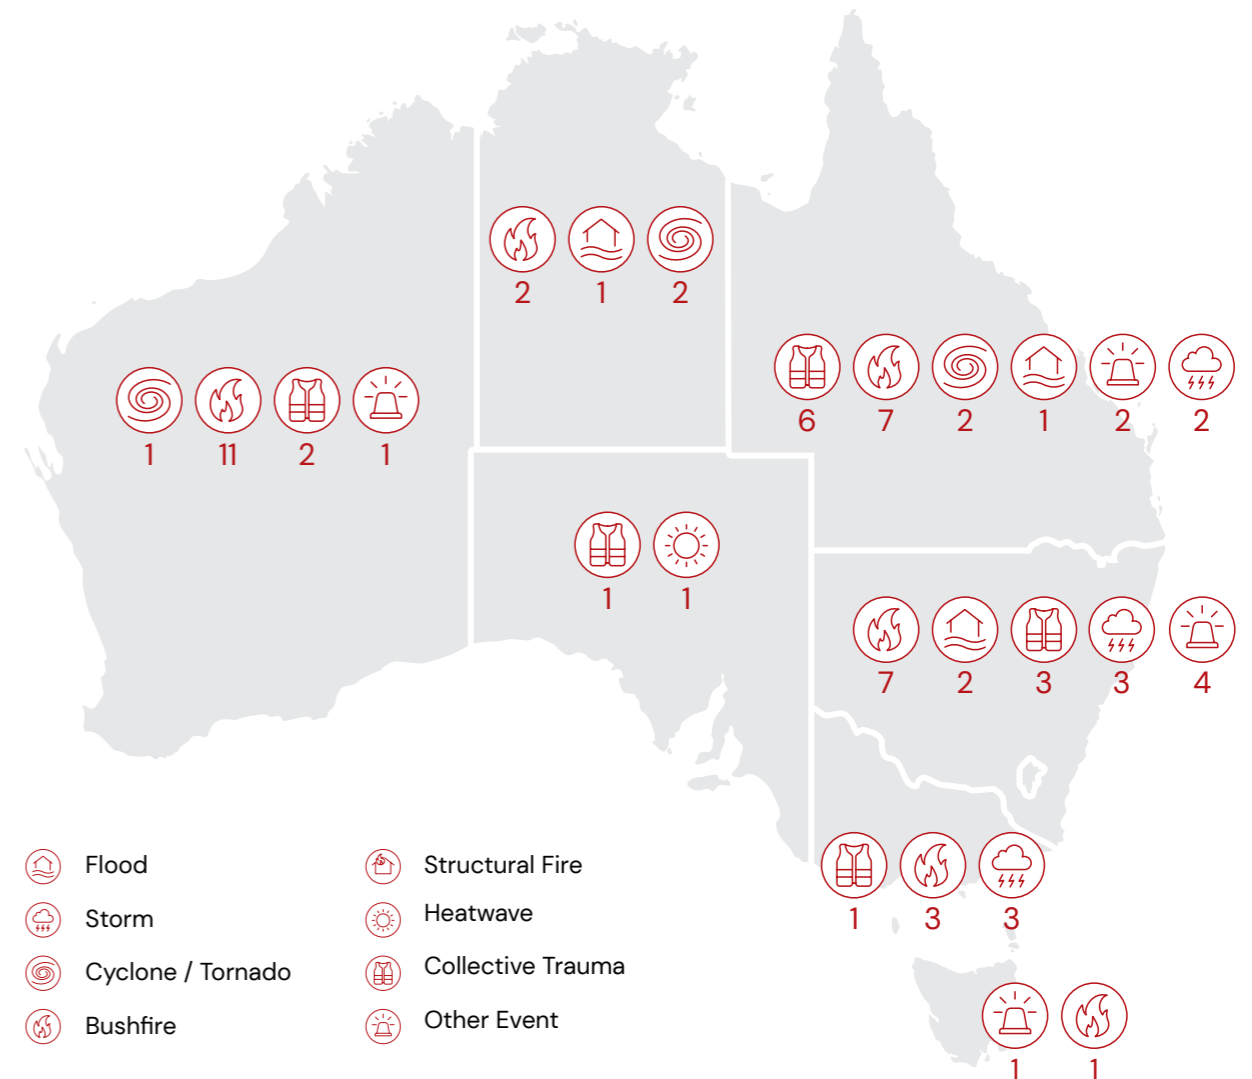 2 1 2
6 7 2 1 2 2
1 11 2 1
1 1
7 2 3 3 4
1 3 3
1 1
Flood
Storm
Cyclone / Tornado
Bushfire
Structural Fire
Heatwave
Collective Trauma
Other Event